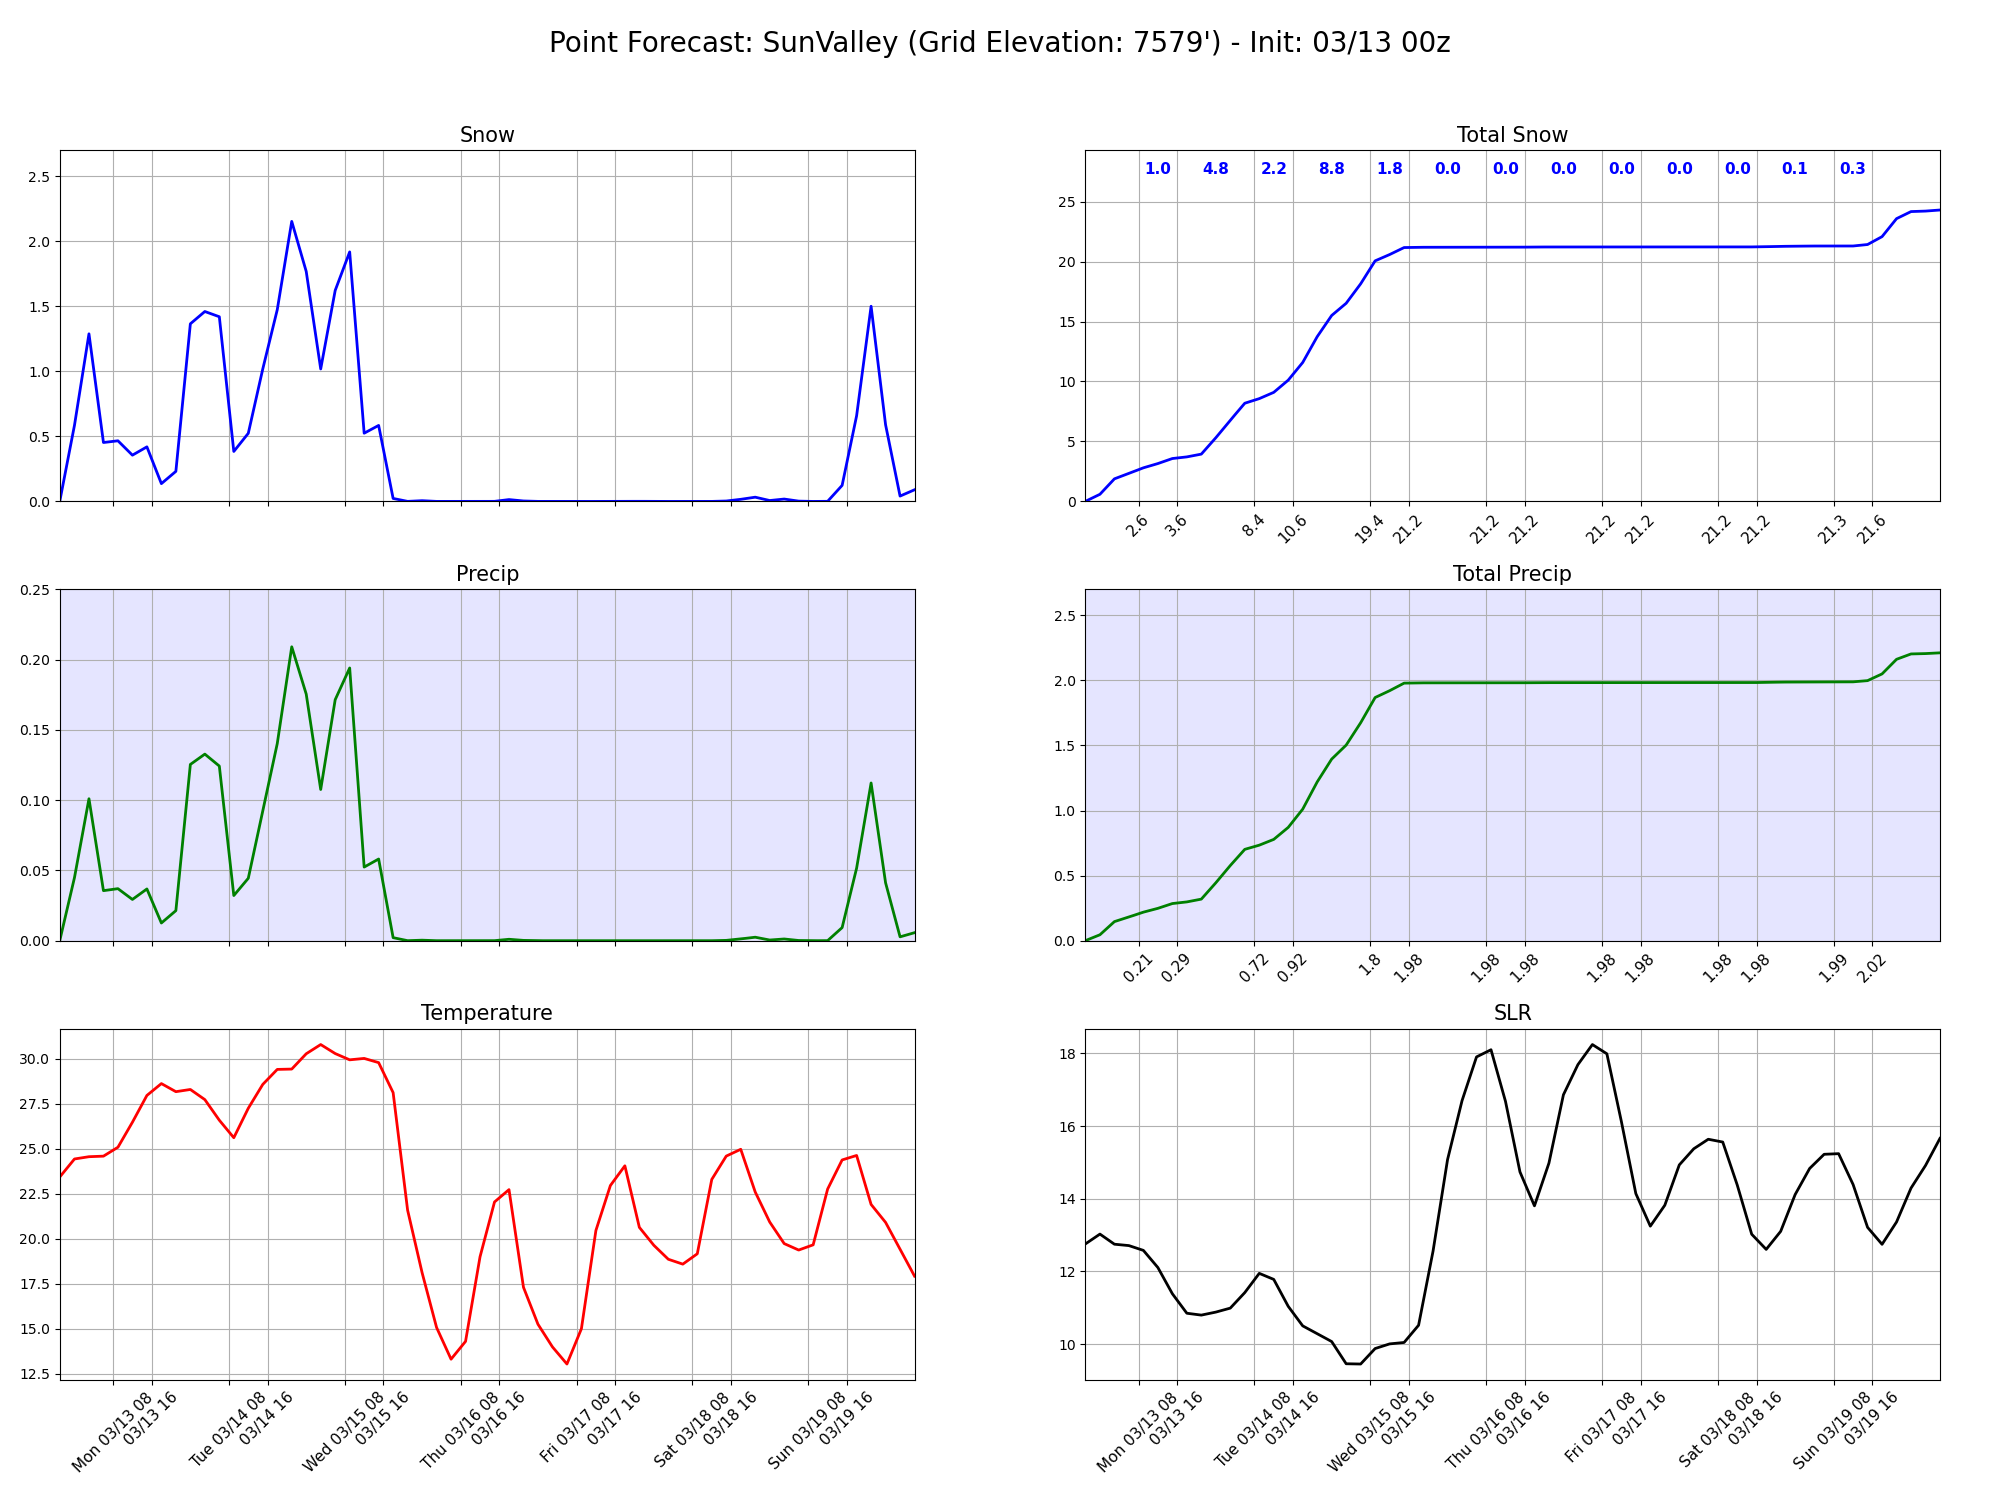 Point Forecast: SunValley (Grid Elevation: 7579') - Init: 03/13 00z
Snow
2.5
2.0
1.5
1.0
0.5
0.0
Total Snow
1.0 4.8 2.2 8.8 1.8 0.0 0.0 0.0 0.0 0.0 0.0 0.1 0.3
25
20
15
10
5
0
2.6 3.6 8.4 10.6 19.4 21.2 21.2 21.2 21.2 21.2 21.2 21.2 21.3 21.6
Precip
0.25
0.20
0.15
0.10
0.05
0.00
Total Precip
2.5
2.0
1.5
1.0
0.5
0.0
0.21 0.29 0.72 0.92 1.8 1.98 1.98 1.98 1.98 1.98 1.98 1.98 1.99 2.02
Temperature
30.0
27.5
25.0
22.5
20.0
17.5
15.0
12.5
Mon 03/13 08
03/13 16
Tue 03/14 08
03/14 16
Wed 03/15 08
03/15 16
Thu 03/16 08
03/16 16
Fri 03/17 08
03/17 16
Sat 03/18 08
03/18 16
Sun 03/19 08
03/19 16
SLR
18
16
14
12
10
Mon 03/13 08
03/13 16
Tue 03/14 08
03/14 16
Wed 03/15 08
03/15 16
Thu 03/16 08
03/16 16
Fri 03/17 08
03/17 16
Sat 03/18 08
03/18 16
Sun 03/19 08
03/19 16